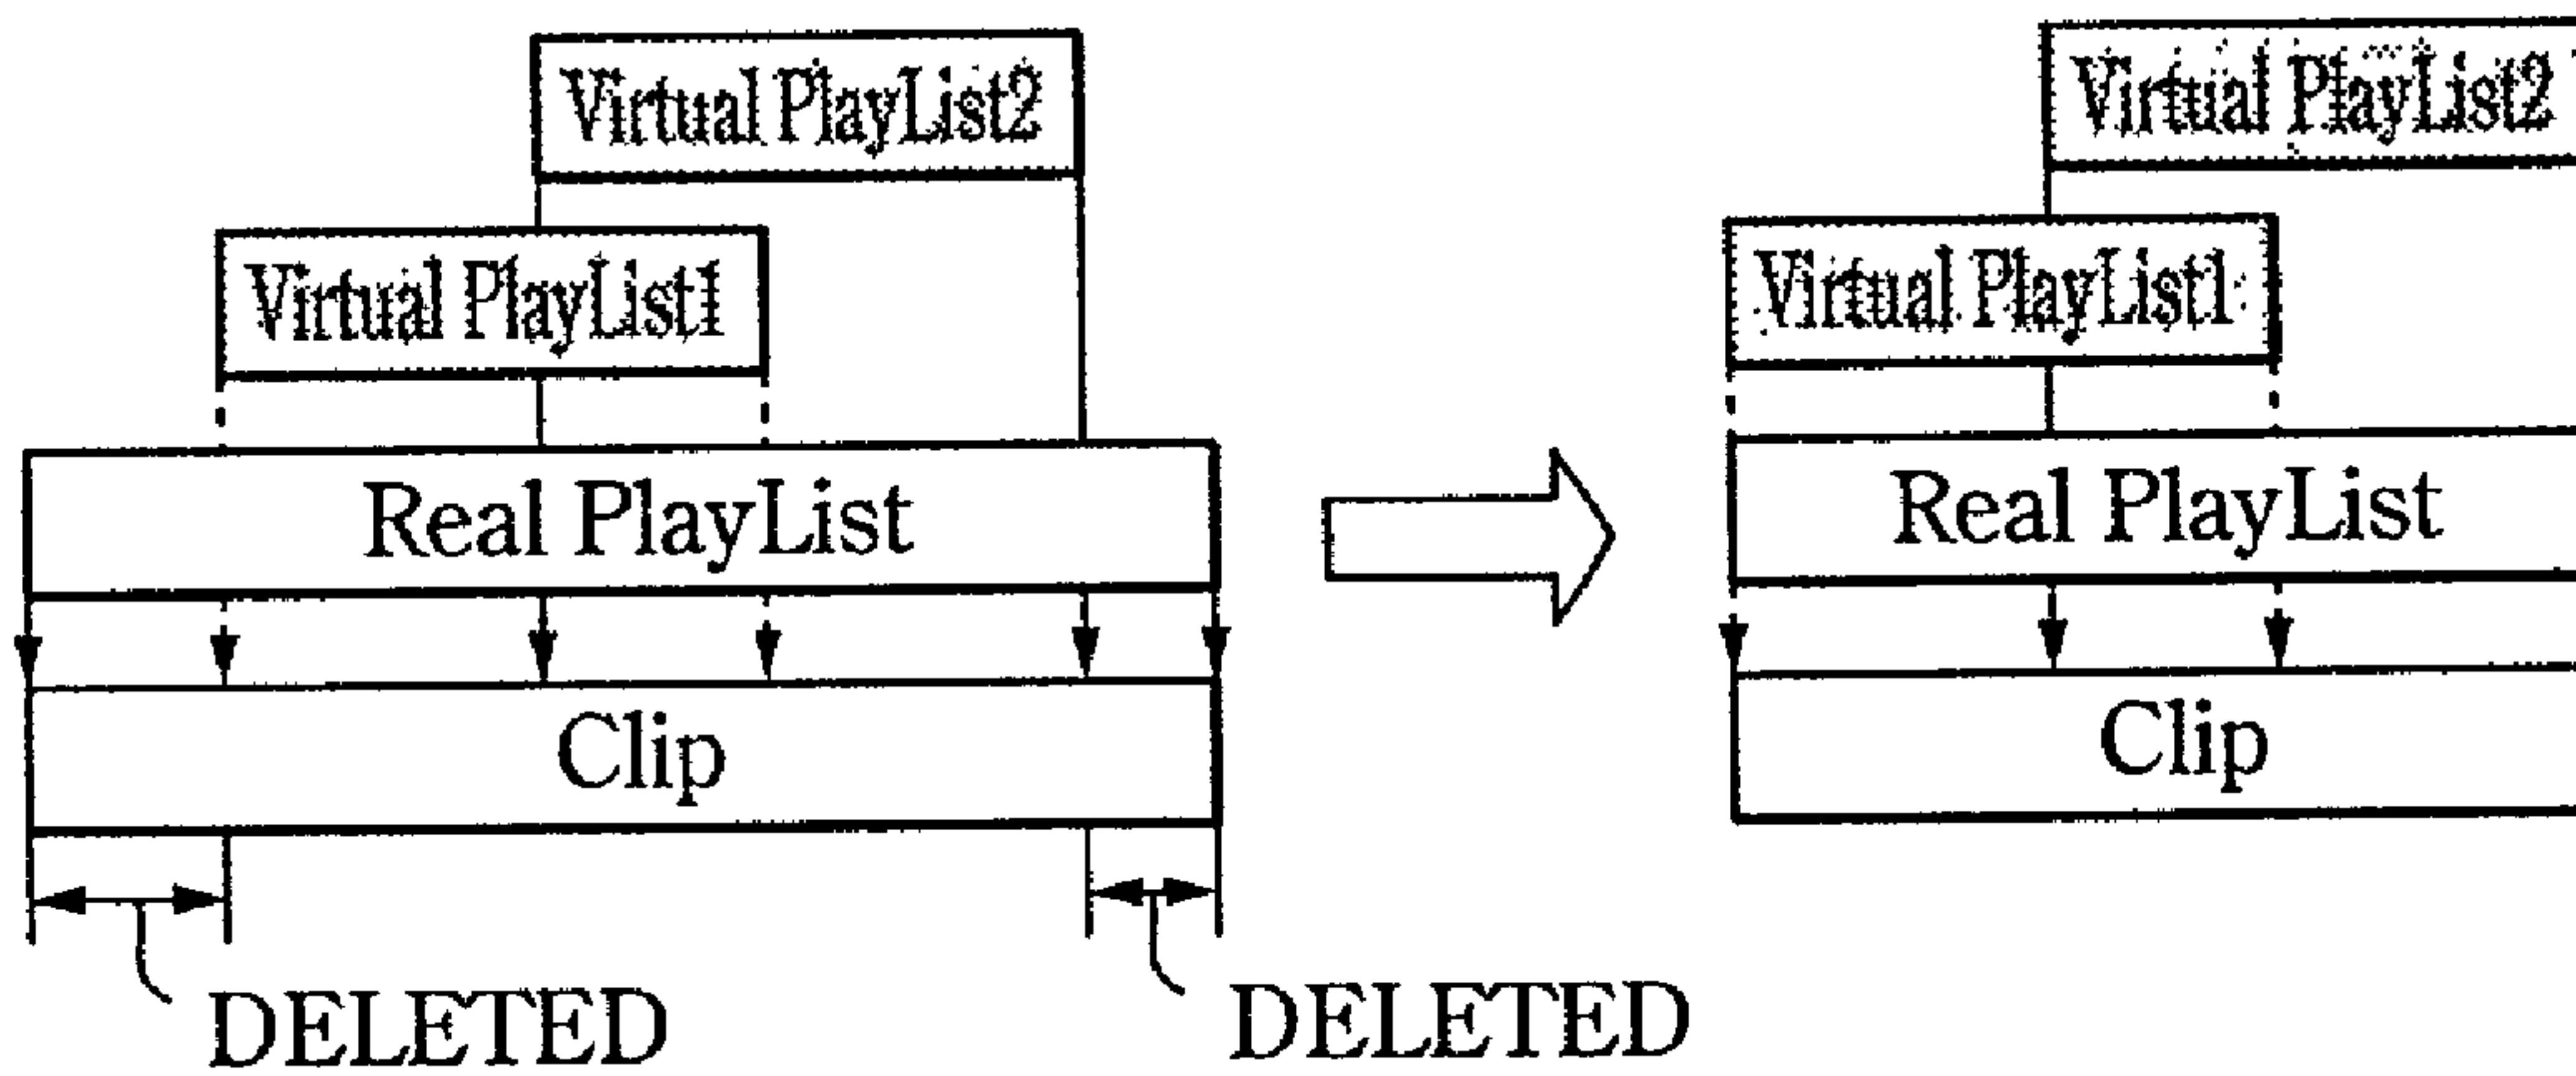 Virtual PlayList2
Virtual PlayList1
Real PlayList
Clip
DELETED
DELETED
Virtual PlayList2
Virtual PlayList1
Real PlayList
Clip